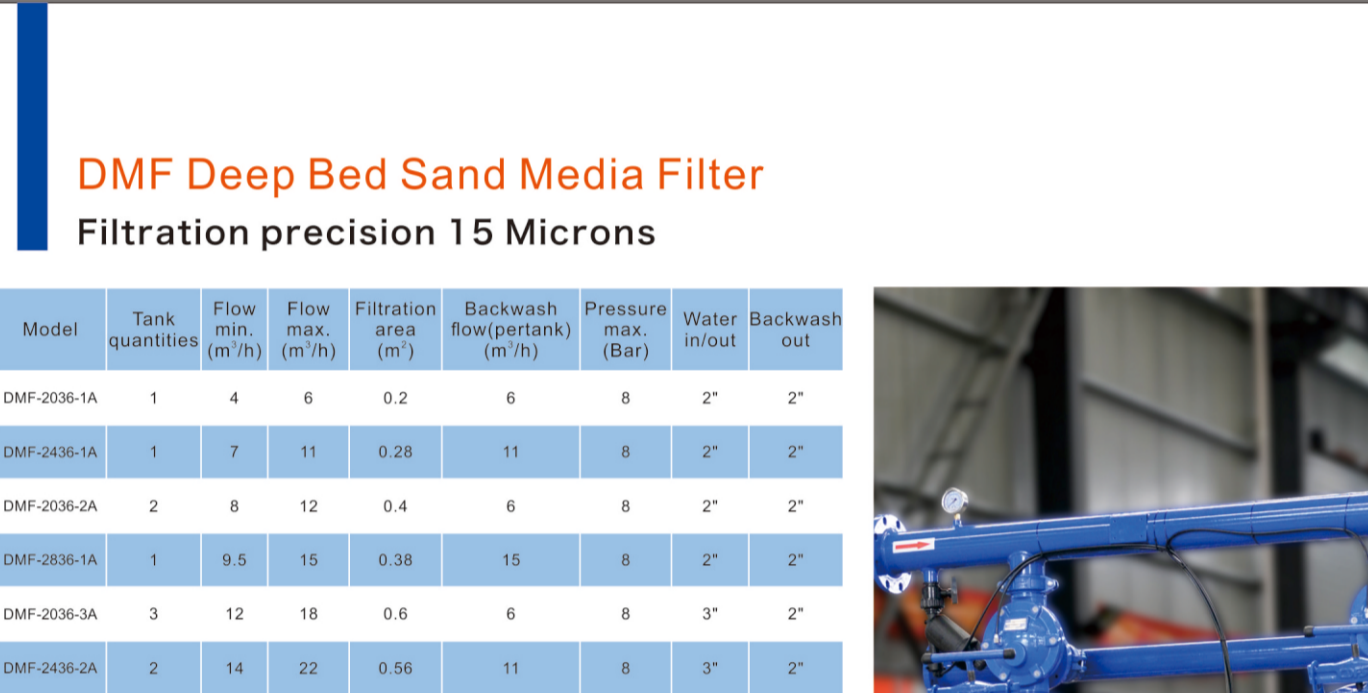 DMF Deep Bed Sand Media Filter
Filtration precision 15 Microns
Model Tank quantities Flow min. (m³/h) Flow max. (m³/h) Filtration area (m²) Backwash flow(pertank) (m³/h) Pressure max. (Bar) Water in/out Backwash out
DMF-2036-1A 1 4 6 0.2 6 8 2" 2"
DMF-2436-1A 1 7 11 0.28 11 8 2" 2"
DMF-2036-2A 2 8 12 0.4 6 8 2" 2"
DMF-2836-1A 1 9.5 15 0.38 15 8 2" 2"
DMF-2036-3A 3 12 18 0.6 6 8 3" 2"
DMF-2436-2A 2 14 22 0.56 11 8 3" 2"